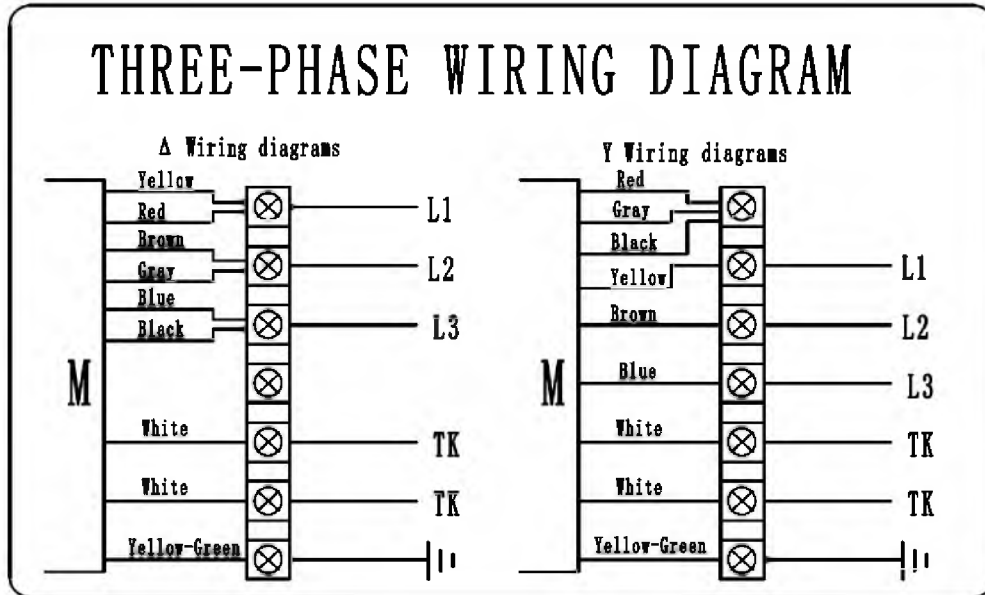 THREE-PHASE WIRING DIAGRAM
Δ Wiring diagrams
Yellow
Red
L1
Brown
Gray
L2
Blue
Black
L3
M
White
TK
White
TK
Yellow-Green
Y Wiring diagrams
Red
Gray
Black
Yellow
L1
Brown
L2
Blue
L3
M
White
TK
White
TK
Yellow-Green